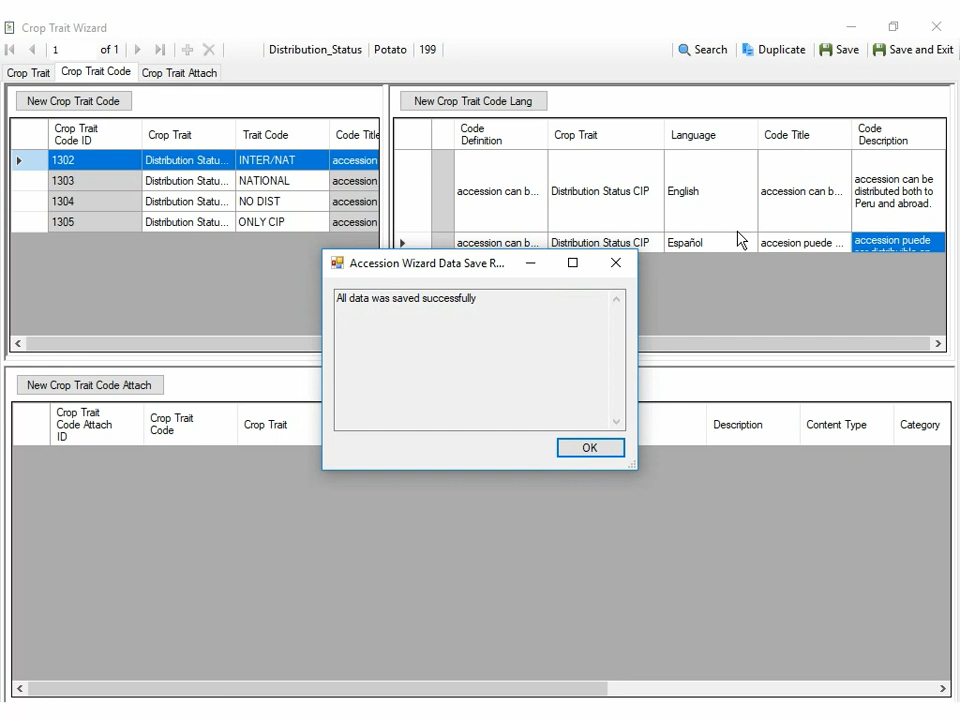 Crop Trait Wizard
1 of 1 Distribution_Status Potato 199 Search Duplicate Save Save and Exit
Crop Trait Crop Trait Code Crop Trait Attach
New Crop Trait Code
Crop Trait Code ID Crop Trait Trait Code Code Title
1302 Distribution Statu... INTER/NAT accession
1303 Distribution Statu... NATIONAL accession
1304 Distribution Statu... NO DIST accession
1305 Distribution Statu... ONLY CIP accession
New Crop Trait Code Lang
Code Definition Crop Trait Language Code Title Code Description
accession can b... Distribution Status CIP English accession can b... accession can be distributed both to Peru and abroad.
accession can b... Distribution Status CIP Español accesion puede ... accession puede
Accession Wizard Data Save R...
All data was saved successfully
OK
New Crop Trait Code Attach
Crop Trait Code Attach ID Crop Trait Code Crop Trait Description Content Type Category